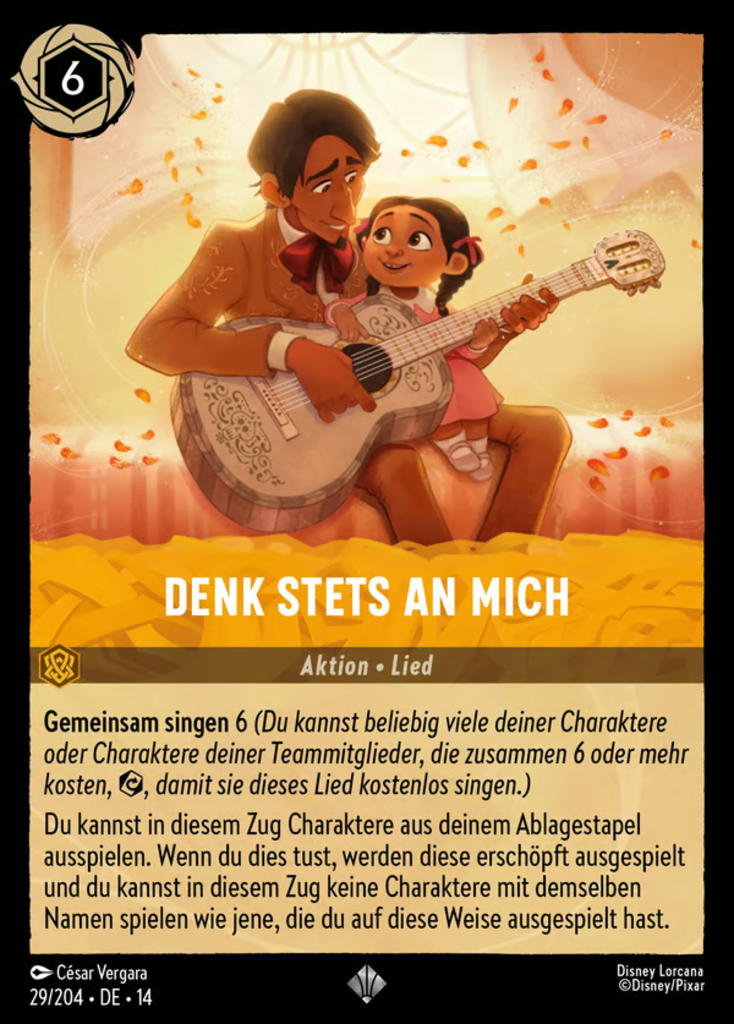 6
DENK STETS AN MICH
Aktion • Lied
Gemeinsam singen 6 (Du kannst beliebig viele deiner Charaktere
oder Charaktere deiner Teammitglieder, die zusammen 6 oder mehr
kosten, , damit sie dieses Lied kostenlos singen.)
Du kannst in diesem Zug Charaktere aus deinem Ablagestapel
ausspielen. Wenn du dies tust, werden diese erschöpft ausgespielt
und du kannst in diesem Zug keine Charaktere mit demselben
Namen spielen wie jene, die du auf diese Weise ausgespielt hast.
César Vergara
29/204 • DE • 14
Disney Lorcana
©Disney/Pixar